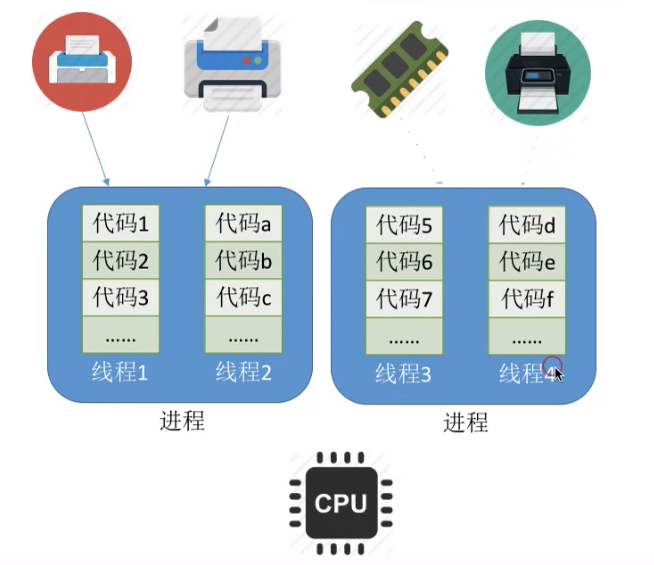 代码1
代码2
代码3
......
线程1
代码a
代码b
代码c
......
线程2
进程
代码5
代码6
代码7
......
线程3
代码d
代码e
代码f
......
线程4
进程
CPU